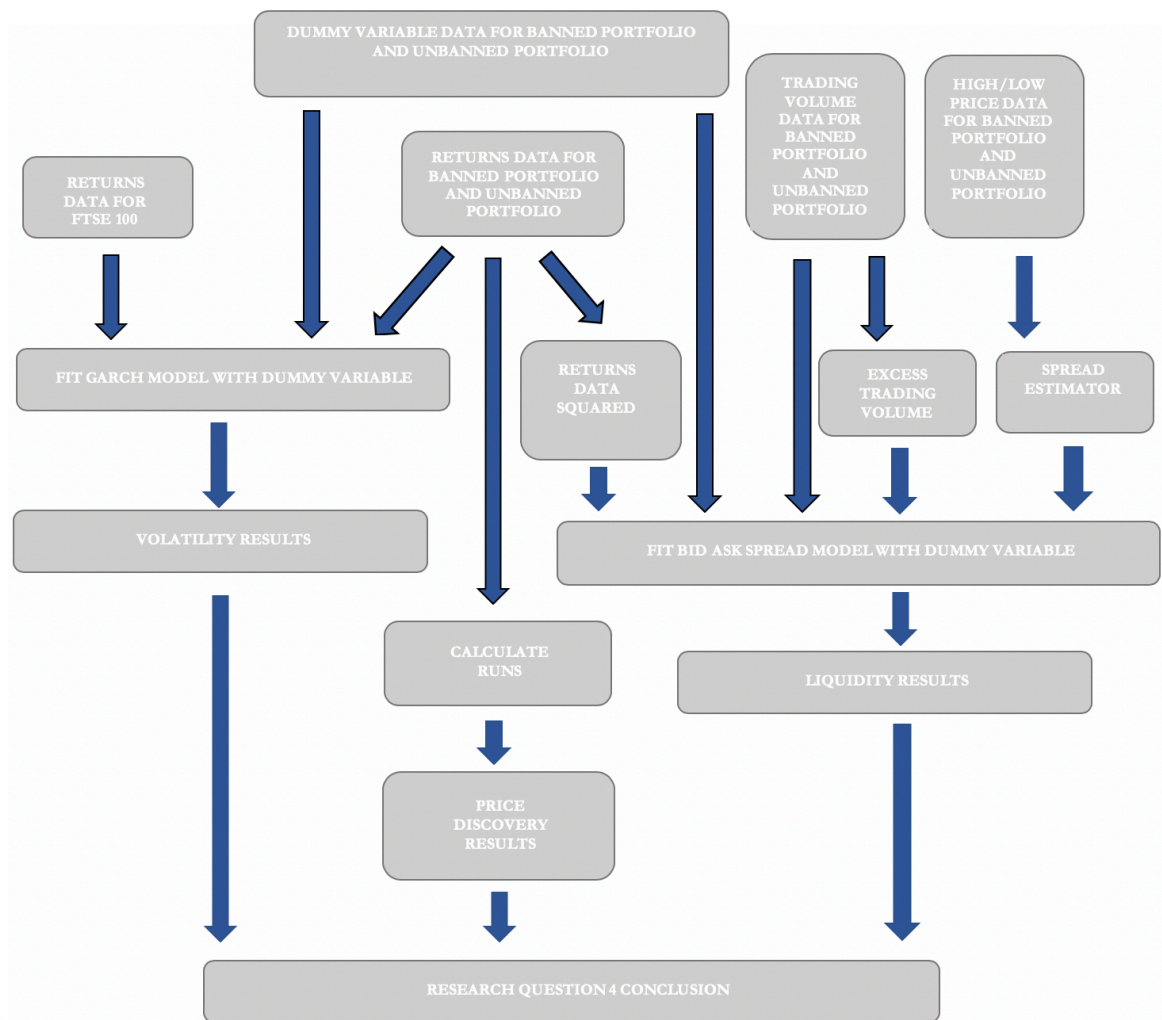 DUMMY VARIABLE DATA FOR BANNED PORTFOLIO
AND UNBANNED PORTFOLIO
TRADING
VOLUME
DATA FOR
BANNED
PORTFOLIO
AND
UNBANNED
PORTFOLIO
HIGH/LOW
PRICE DATA
FOR BANNED
PORTFOLIO
AND
UNBANNED
PORTFOLIO
RETURNS DATA FOR
BANNED PORTFOLIO
AND UNBANNED
PORTFOLIO
RETURNS
DATA FOR
FTSE 100
FIT GARCH MODEL WITH DUMMY VARIABLE
RETURNS
DATA
SQUARED
EXCESS
TRADING
VOLUME
SPREAD
ESTIMATOR
VOLATILITY RESULTS
FIT BID ASK SPREAD MODEL WITH DUMMY VARIABLE
CALCULATE
RUNS
LIQUIDITY RESULTS
PRICE
DISCOVERY
RESULTS
RESEARCH QUESTION 4 CONCLUSION